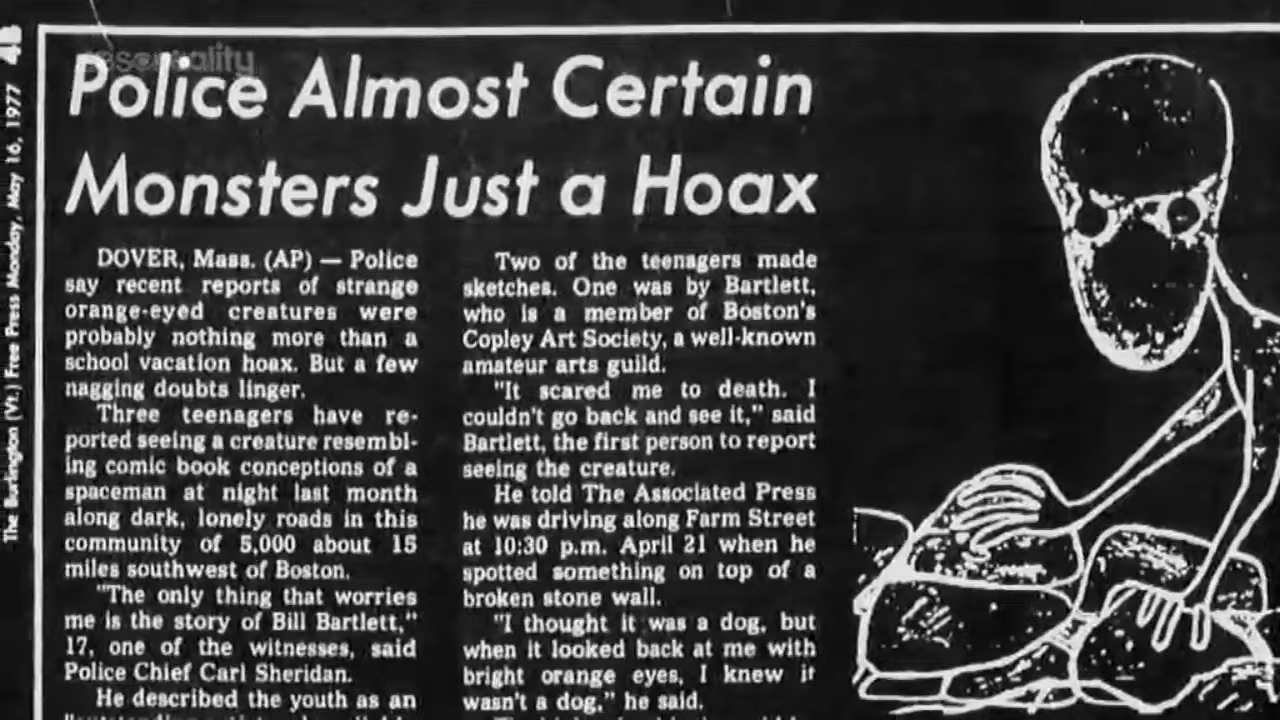 The Burlington (Vt.) Free Press Monday, May 16, 1977
Police Almost Certain
Monsters Just a Hoax
DOVER, Mass. (AP) — Police
say recent reports of strange
orange-eyed creatures were
probably nothing more than a
school vacation hoax. But a few
nagging doubts linger.
Three teenagers have re-
ported seeing a creature resembl-
ing comic book conceptions of a
spaceman at night last month
along dark, lonely roads in this
community of 5,000 about 15
miles southwest of Boston.
"The only thing that worries
me is the story of Bill Bartlett,"
17, one of the witnesses, said
Police Chief Carl Sheridan.
He described the youth as an
Two of the teenagers made
sketches. One was by Bartlett,
who is a member of Boston's
Copley Art Society, a well-known
amateur arts guild.
"It scared me to death. I
couldn't go back and see it," said
Bartlett, the first person to report
seeing the creature.
He told The Associated Press
he was driving along Farm Street
at 10:30 p.m. April 21 when he
spotted something on top of a
broken stone wall.
"I thought it was a dog, but
when it looked back at me with
bright orange eyes, I knew it
wasn't a dog," he said.